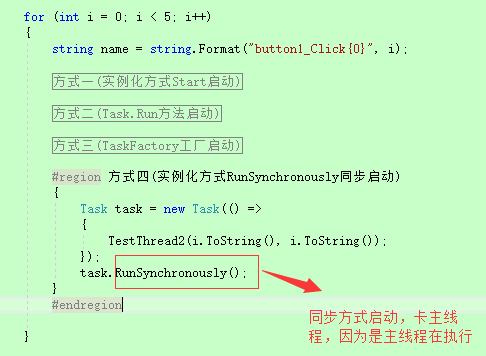 for (int i = 0; i < 5; i++)
{
string name = string.Format("button1_Click{0}", i);
方式一(实例化方式Start启动)
方式二(Task.Run方法启动)
方式三(TaskFactory工厂启动)
#region 方式四(实例化方式RunSynchronously同步启动)
{
Task task = new Task(() =>
{
TestThread2(i.ToString(), i.ToString());
});
task.RunSynchronously();
}
#endregion
同步方式启动，卡主线
程，因为是主线程在执行
}